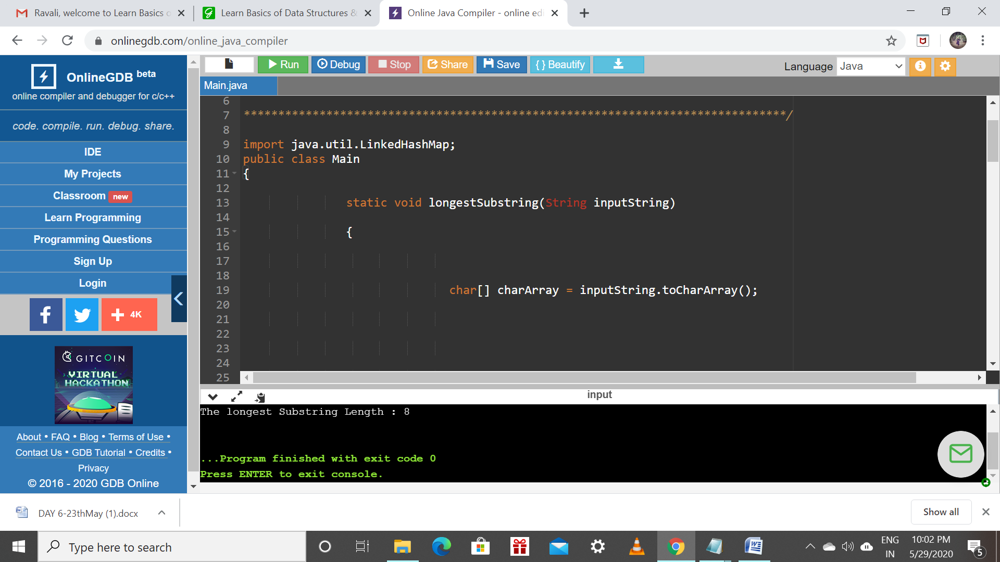 Ravali, welcome to Learn Basics o
Learn Basics of Data Structures &
Online Java Compiler - online edi
onlinegdb.com/online_java_compiler
OnlineGDB beta
online compiler and debugger for c/c++
code. compile. run. debug. share.
IDE
My Projects
Classroom new
Learn Programming
Programming Questions
Sign Up
Login
4K
GITCOIN
VIRTUAL
HACKATHON
About • FAQ • Blog • Terms of Use •
Contact Us • GDB Tutorial • Credits •
Privacy
© 2016 - 2020 GDB Online
Run Debug Stop Share Save { } Beautify
Language Java
Main.java
6
7 *******************************************************************************/
8
9 import java.util.LinkedHashMap;
10 public class Main
11 {
12
13 static void longestSubstring(String inputString)
14
15 {
16
17
18
19 char[] charArray = inputString.toCharArray();
20
21
22
23
24
25
input
The longest Substring Length : 8
...Program finished with exit code 0
Press ENTER to exit console.
DAY 6-23thMay (1).docx
Show all
Type here to search
ENG
IN
10:02 PM
5/29/2020
5